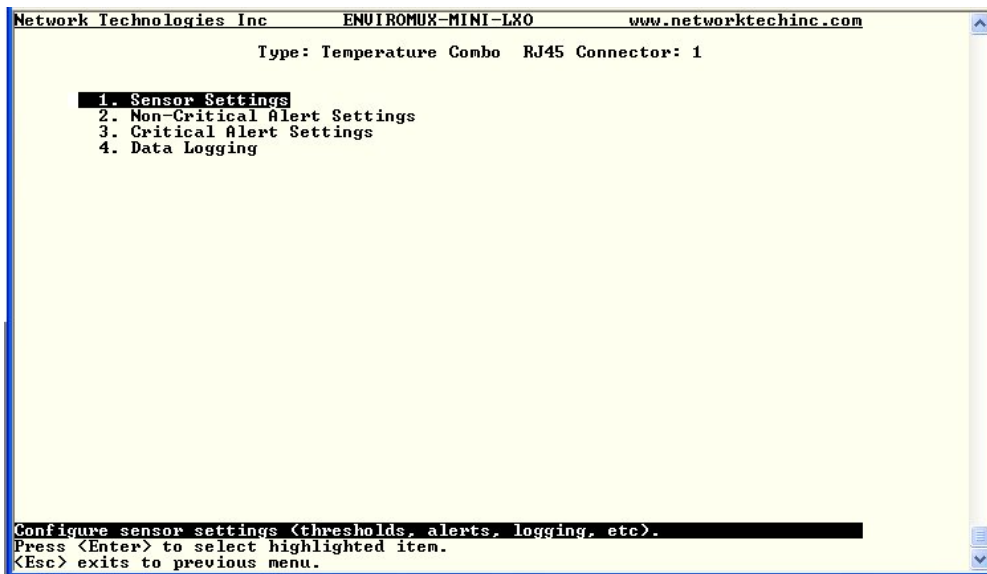 Network Technologies Inc ENVIROMUX-MINI-LXO www.networktechinc.com
Type: Temperature Combo RJ45 Connector: 1
1. Sensor Settings
2. Non-Critical Alert Settings
3. Critical Alert Settings
4. Data Logging
Configure sensor settings (thresholds, alerts, logging, etc).
Press <Enter> to select highlighted item.
<Esc> exits to previous menu.